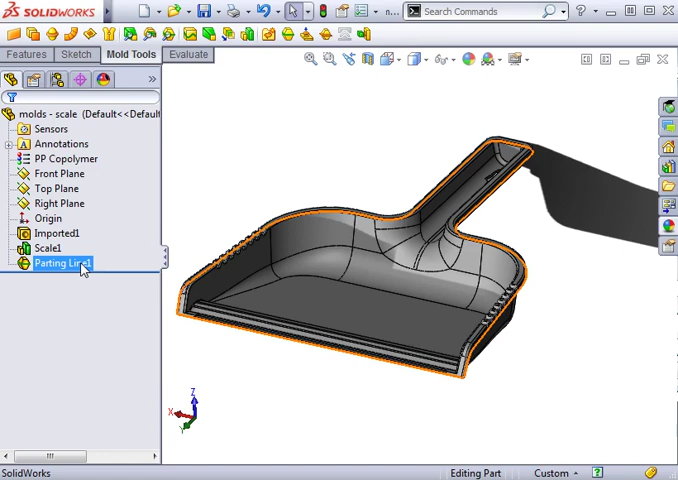 SOLIDWORKS
n...
Search Commands
?
Features
Sketch
Mold Tools
Evaluate
»
molds - scale (Default<<Default
Sensors
A Annotations
PP Copolymer
Front Plane
Top Plane
Right Plane
Origin
Imported1
Scale1
Parting Line1
Z
X
Y
SolidWorks
Editing Part
Custom
?